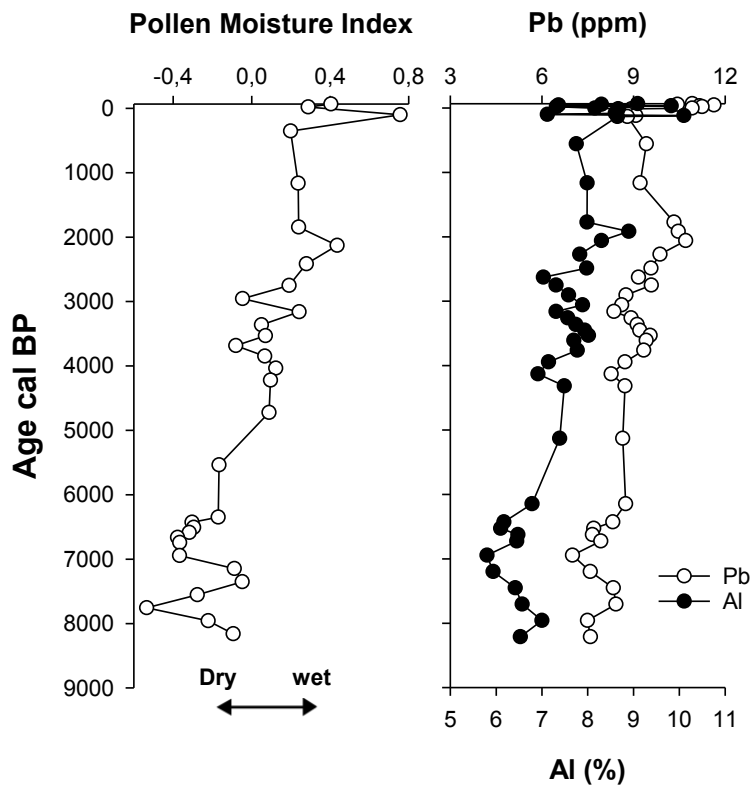 Pollen Moisture Index
Pb (ppm)
-0,4 0,0 0,4 0,8
3 6 9 12
0
1000
2000
3000
4000
5000
6000
7000
8000
9000
Age cal BP
Dry wet
Pb
Al
5 6 7 8 9 10 11
Al (%)